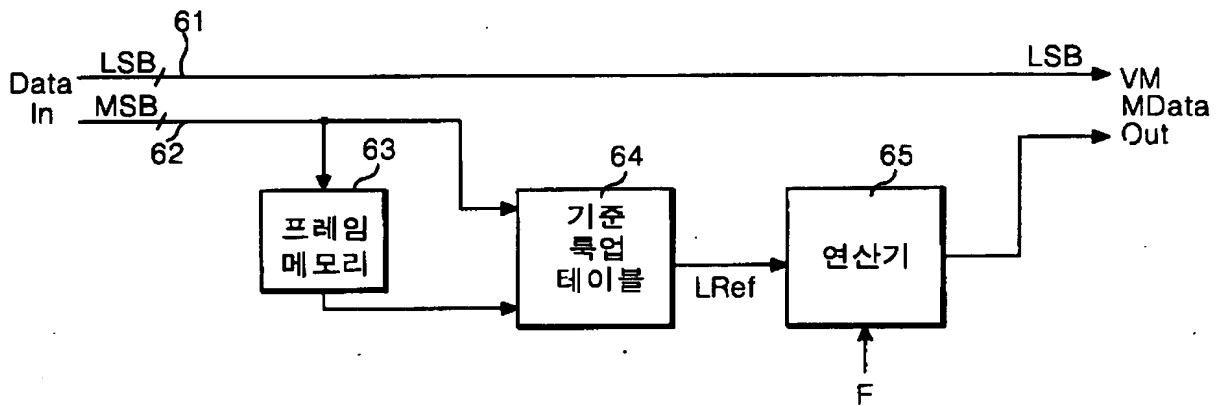 61
LSB
LSB
Data
In
MSB
VM
MData
Out
62
63
64
65
프레임
메모리
기준
룩업
테이블
연산기
LRef
F